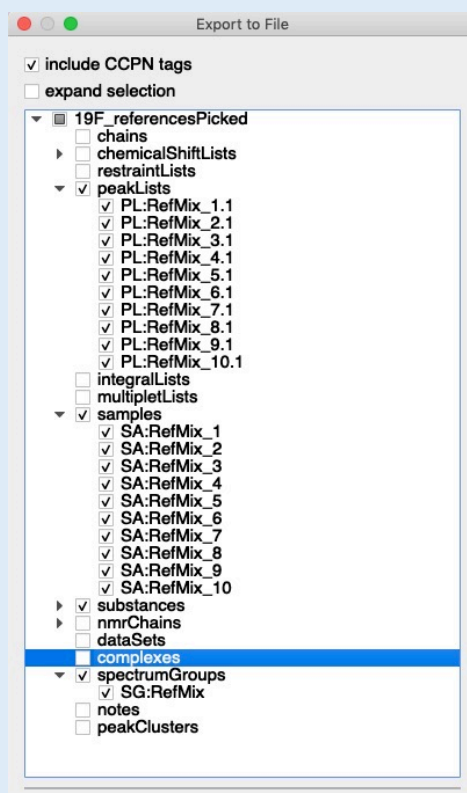 Export to File
include CCPN tags
expand selection
19F_referencesPicked
chains
chemicalShiftLists
restraintLists
peakLists
PL:RefMix_1.1
PL:RefMix_2.1
PL:RefMix_3.1
PL:RefMix_4.1
PL:RefMix_5.1
PL:RefMix_6.1
PL:RefMix_7.1
PL:RefMix_8.1
PL:RefMix_9.1
PL:RefMix_10.1
integralLists
multipletLists
samples
SA:RefMix_1
SA:RefMix_2
SA:RefMix_3
SA:RefMix_4
SA:RefMix_5
SA:RefMix_6
SA:RefMix_7
SA:RefMix_8
SA:RefMix_9
SA:RefMix_10
substances
nmrChains
dataSets
complexes
spectrumGroups
SG:RefMix
notes
peakClusters